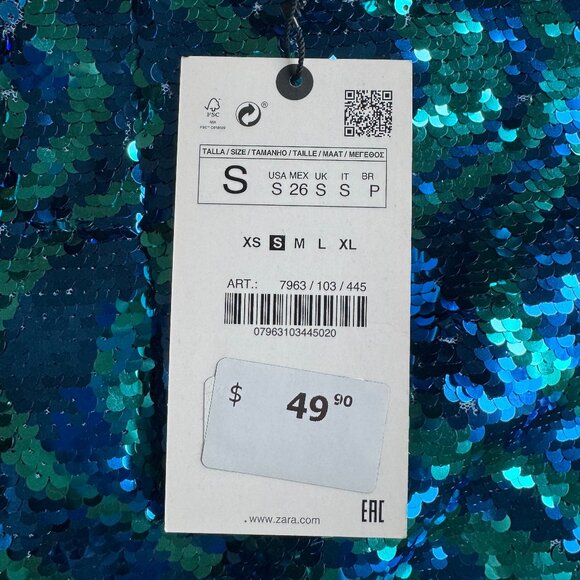 FSC
®
TALLA / SIZE / TAMANHO / TAILLE / MAAT / ΜΕΓΕΘΟΣ
S
USA MEX UK IT BR
S 26 S S P
XS S M L XL
ART.: 7963 / 103 / 445
07963103445020
$ 49 90
www.zara.com
EAC